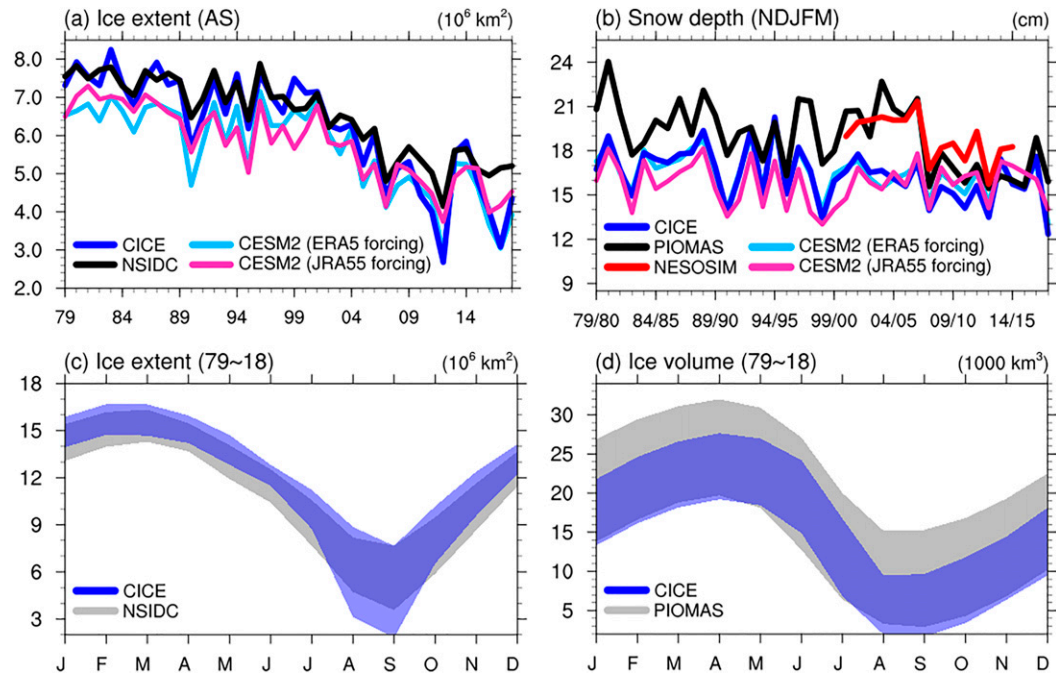 (a) Ice extent (AS) (10⁶ km²)
8.0
7.0
6.0
5.0
4.0
3.0
2.0
CICE CESM2 (ERA5 forcing)
NSIDC CESM2 (JRA55 forcing)
79 84 89 94 99 04 09 14
(b) Snow depth (NDJFM) (cm)
24
21
18
15
12
9
CICE
PIOMAS CESM2 (ERA5 forcing)
NESOSIM CESM2 (JRA55 forcing)
79/80 84/85 89/90 94/95 99/00 04/05 09/10 14/15
(c) Ice extent (79~18) (10⁶ km²)
18
15
12
9
6
3
CICE
NSIDC
J F M A M J J A S O N D
(d) Ice volume (79~18) (1000 km³)
30
25
20
15
10
5
CICE
PIOMAS
J F M A M J J A S O N D